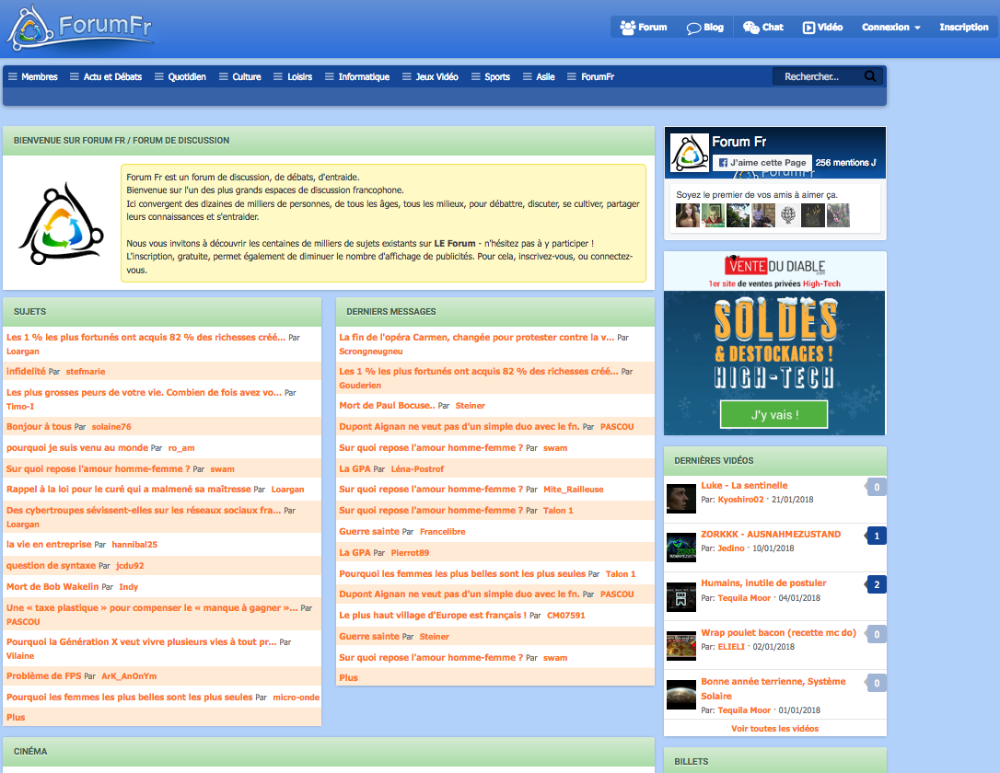 ForumFr
Forum
Blog
Chat
Vidéo
Connexion
Inscription
Membres
Actu et Débats
Quotidien
Culture
Loisirs
Informatique
Jeux Vidéo
Sports
Asile
ForumFr
Rechercher...
BIENVENUE SUR FORUM FR / FORUM DE DISCUSSION
Forum Fr est un forum de discussion, de débats, d'entraide.
Bienvenue sur l'un des plus grands espaces de discussion francophone.
Ici convergent des dizaines de milliers de personnes, de tous les âges, tous les milieux, pour débattre, discuter, se cultiver, partager
leurs connaissances et s'entraider.
Nous vous invitons à découvrir les centaines de milliers de sujets existants sur LE Forum - n'hésitez pas à y participer !
L'inscription, gratuite, permet également de diminuer le nombre d'affichage de publicités. Pour cela, inscrivez-vous, ou connectez-
vous.
SUJETS
Les 1 % les plus fortunés ont acquis 82 % des richesses créé... Par
Loargan
infidelité Par stefmarie
Les plus grosses peurs de votre vie. Combien de fois avez vo... Par
Timo-I
Bonjour à tous Par solaine76
pourquoi je suis venu au monde Par ro_am
Sur quoi repose l'amour homme-femme ? Par swam
Rappel à la loi pour le curé qui a malmené sa maîtresse Par Loargan
Des cybertroupes sévissent-elles sur les réseaux sociaux fra... Par
Loargan
la vie en entreprise Par hannibal25
question de syntaxe Par jcdu92
Mort de Bob Wakelin Par Indy
Une « taxe plastique » pour compenser le « manque à gagner »... Par
PASCOU
Pourquoi la Génération X veut vivre plusieurs vies à tout pr... Par
Vilaine
Problème de FPS Par ArK_AnOnYm
Pourquoi les femmes les plus belles sont les plus seules Par micro-onde
Plus
DERNIERS MESSAGES
La fin de l'opéra Carmen, changée pour protester contre la v... Par
Scrongneugneu
Les 1 % les plus fortunés ont acquis 82 % des richesses créé... Par
Gouderien
Mort de Paul Bocuse.. Par Steiner
Dupont Aignan ne veut pas d'un simple duo avec le fn. Par PASCOU
Sur quoi repose l'amour homme-femme ? Par swam
La GPA Par Léna-Postrof
Sur quoi repose l'amour homme-femme ? Par Mite_Railleuse
Sur quoi repose l'amour homme-femme ? Par Talon 1
Guerre sainte Par Francelibre
La GPA Par Pierrot89
Pourquoi les femmes les plus belles sont les plus seules Par Talon 1
Dupont Aignan ne veut pas d'un simple duo avec le fn. Par PASCOU
Le plus haut village d'Europe est français ! Par CM07591
Guerre sainte Par Steiner
Sur quoi repose l'amour homme-femme ? Par swam
Plus
CINÉMA
Forum Fr
J'aime cette Page
256 mentions J
ForumFr
Soyez le premier de vos amis à aimer ça.
VENTE DU DIABLE
.com
1er site de ventes privées High-Tech
SOLDES
& DESTOCKAGES !
HIGH-TECH
J'y vais !
DERNIÈRES VIDÉOS
Luke - La sentinelle
0
Par: Kyoshiro02 · 21/01/2018
ZORKKK - AUSNAHMEZUSTAND
1
Par: Jedino · 10/01/2018
Humains, inutile de postuler
2
Par: Tequila Moor · 04/01/2018
Wrap poulet bacon (recette mc do)
0
Par: ELIELI · 02/01/2018
Bonne année terrienne, Système
Solaire
0
Par: Tequila Moor · 01/01/2018
Voir toutes les vidéos
BILLETS